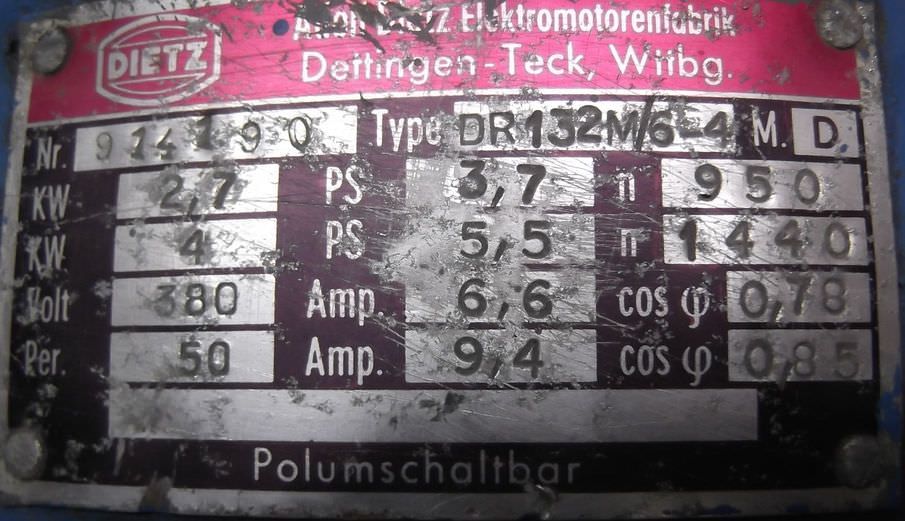 DIETZ
Dietz Elektromotorenfabrik
Dettingen-Teck, Wttbg.
Nr. 914190 Type DR132M/6-4 M. D
KW 2,7 PS 3,7 n 950
KW 4 PS 5,5 n 1440
Volt 380 Amp. 6,6 cos φ 0,78
Per. 50 Amp. 9,4 cos φ 0,85
Polumschaltbar